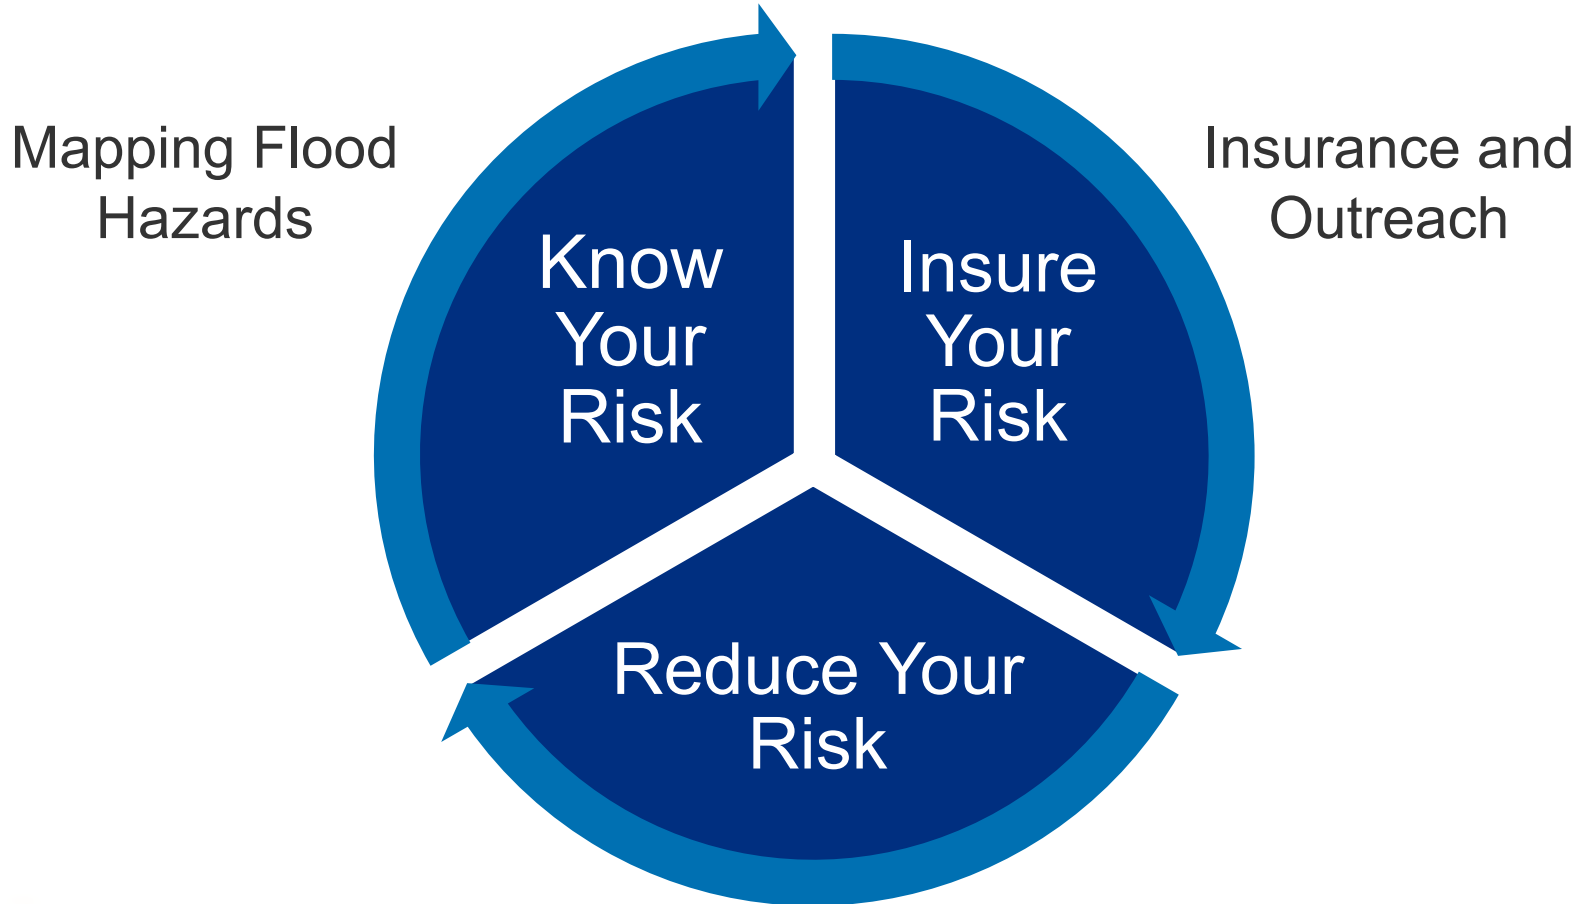 Mapping Flood
Hazards
Insurance and
Outreach
Know
Your
Risk
Insure
Your
Risk
Reduce Your
Risk